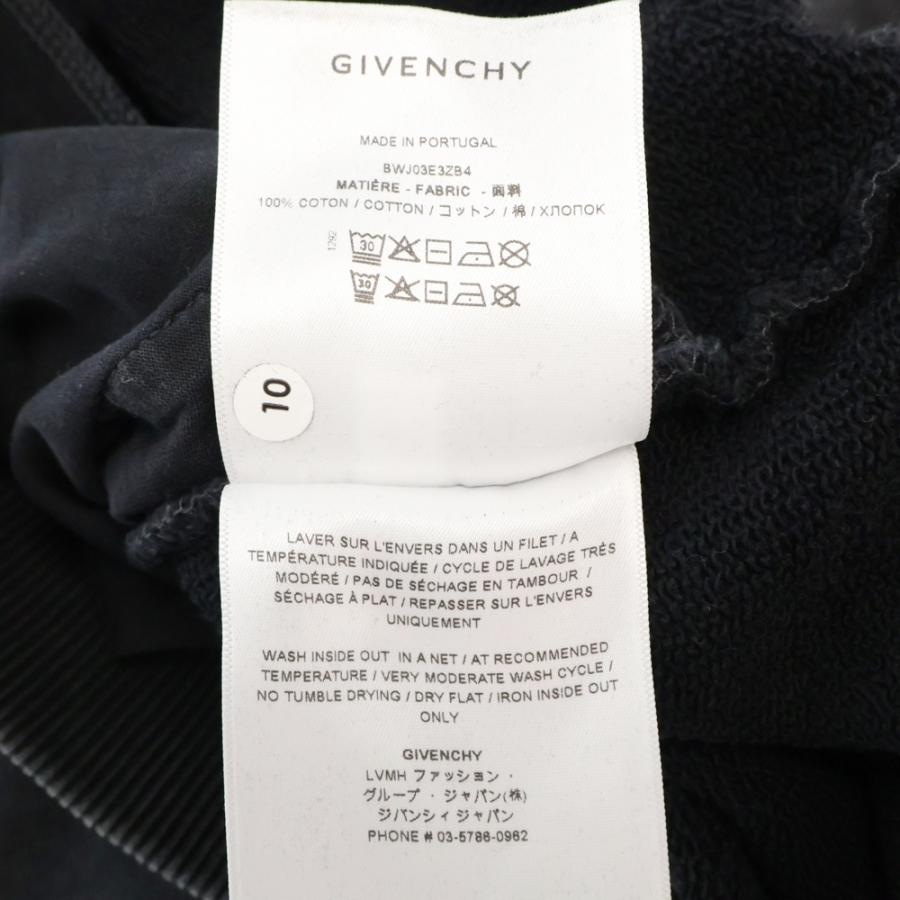 GIVENCHY
MADE IN PORTUGAL
BWJ03E3ZB4
MATIÈRE - FABRIC - 面料
100% COTON / COTTON / コットン / 棉 / ХЛОПОК
1292
30
30
10
LAVER SUR L'ENVERS DANS UN FILET / A
TEMPÉRATURE INDIQUÉE / CYCLE DE LAVAGE TRÈS
MODÉRÉ / PAS DE SÉCHAGE EN TAMBOUR /
SÉCHAGE À PLAT / REPASSER SUR L'ENVERS
UNIQUEMENT
WASH INSIDE OUT IN A NET / AT RECOMMENDED
TEMPERATURE / VERY MODERATE WASH CYCLE /
NO TUMBLE DRYING / DRY FLAT / IRON INSIDE OUT
ONLY
GIVENCHY
LVMH ファッション・
グループ・ジャパン(株)
ジバンシィ ジャパン
PHONE # 03-5786-0962